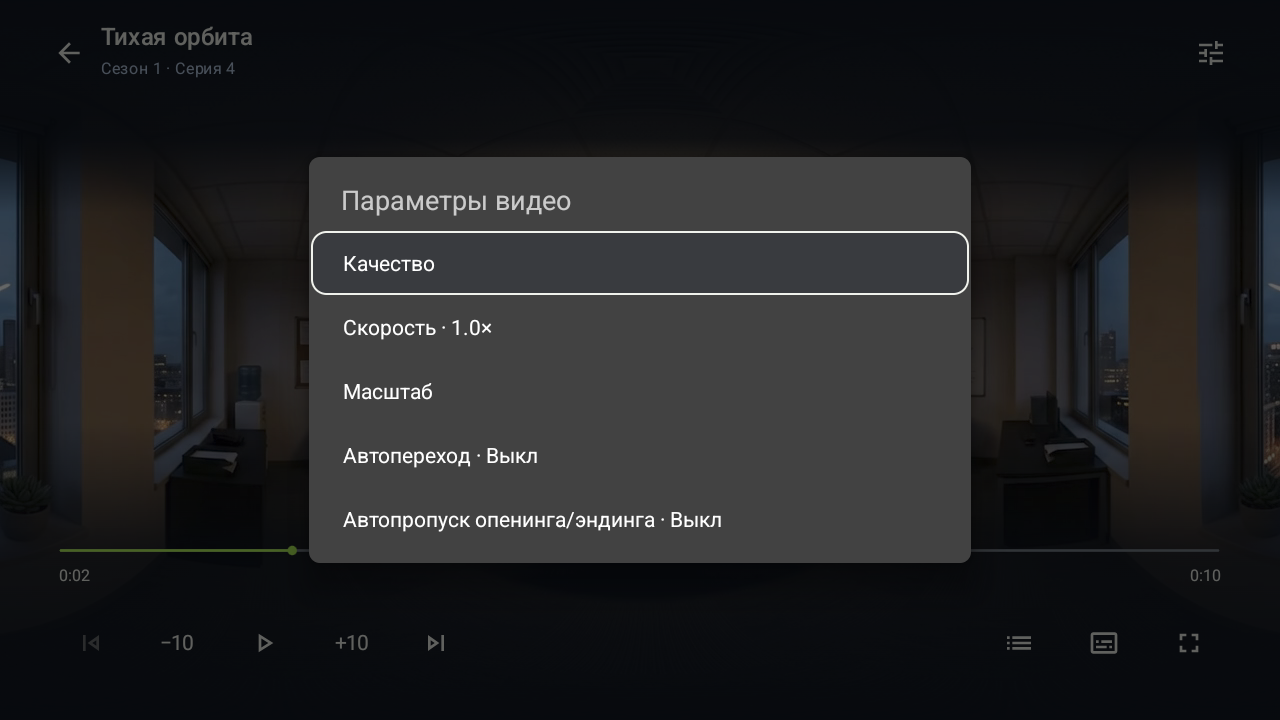 Тихая орбита
Сезон 1 · Серия 4
Параметры видео
Качество
Скорость · 1.0×
Масштаб
Автопереход · Выкл
Автопропуск опенинга/эндинга · Выкл
0:02
0:10
−10
+10